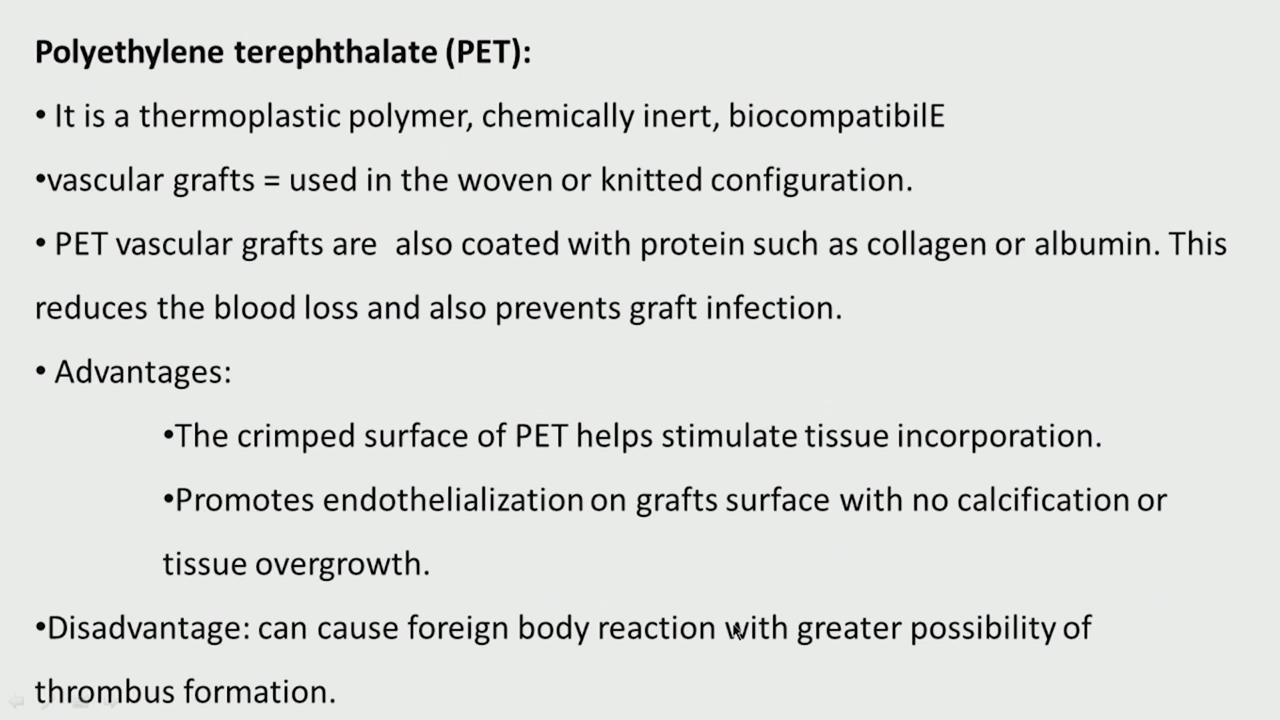 Polyethylene terephthalate (PET):
• It is a thermoplastic polymer, chemically inert, biocompatibilE
•vascular grafts = used in the woven or knitted configuration.
• PET vascular grafts are  also coated with protein such as collagen or albumin. This
reduces the blood loss and also prevents graft infection.
• Advantages:
•The crimped surface of PET helps stimulate tissue incorporation.
•Promotes endothelialization on grafts surface with no calcification or
tissue overgrowth.
•Disadvantage: can cause foreign body reaction with greater possibility of
thrombus formation.